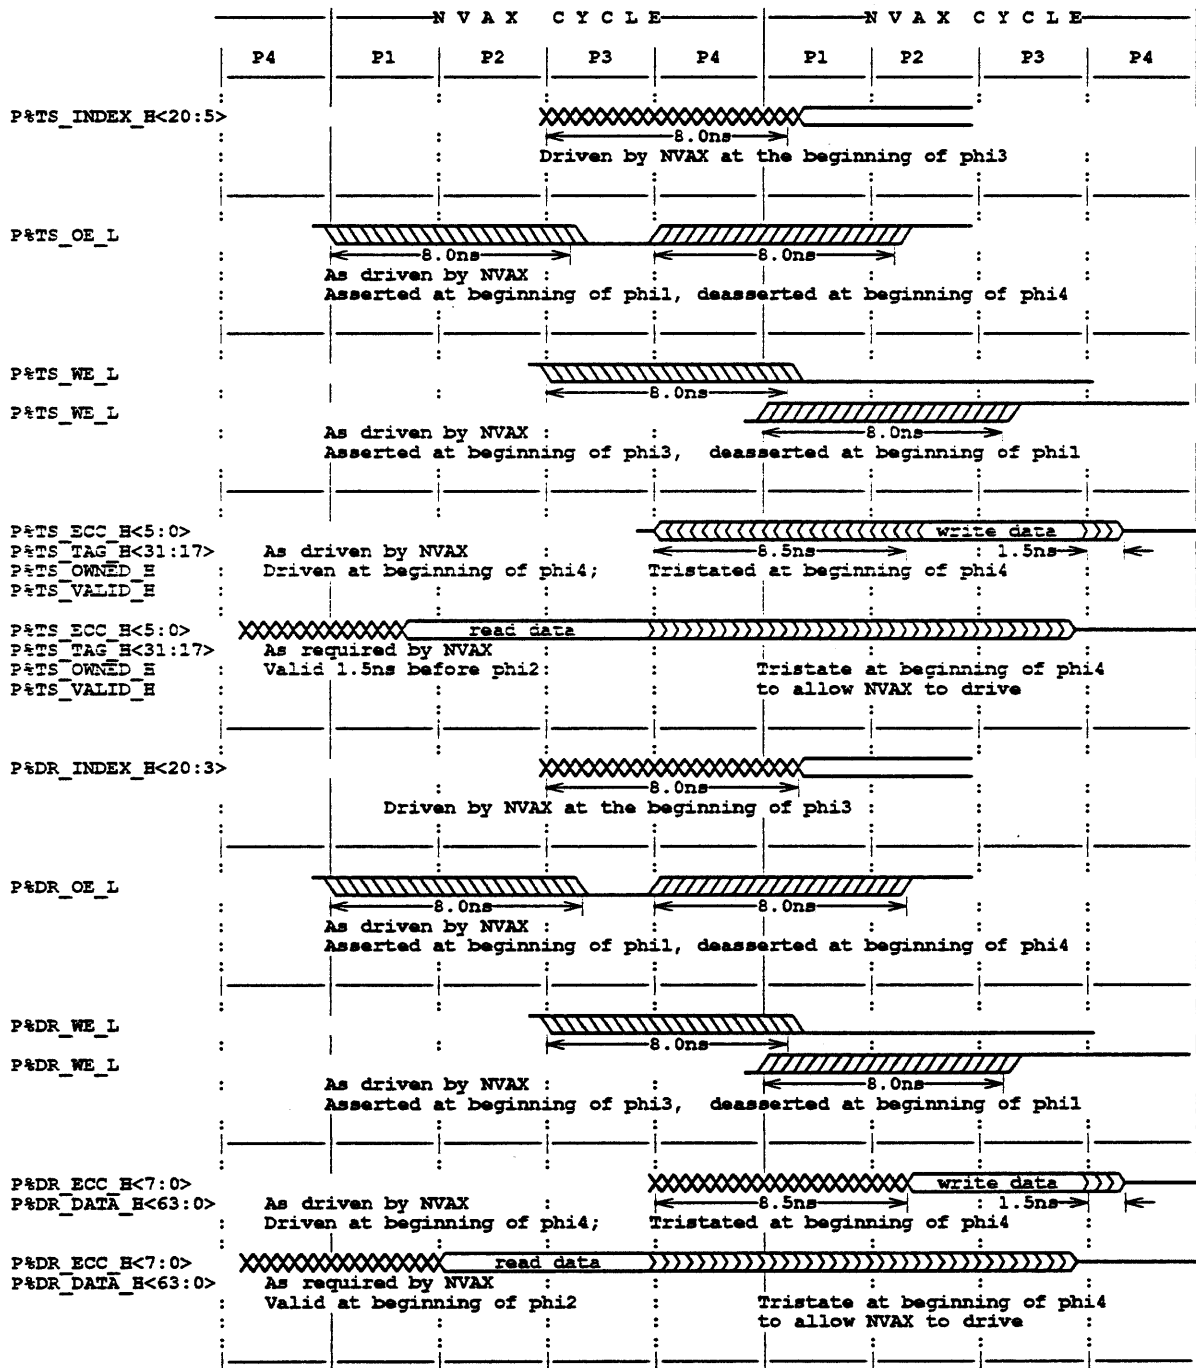 N V A X   C Y C L E   N V A X   C Y C L E
P4   P1   P2   P3   P4   P1   P2   P3   P4
P%TS_INDEX_H<20:5>
8.0ns
Driven by NVAX at the beginning of phi3
P%TS_OE_L
8.0ns   8.0ns
As driven by NVAX
Asserted at beginning of phi1, deasserted at beginning of phi4
P%TS_WE_L
8.0ns
P%TS_WE_L
8.0ns
As driven by NVAX
Asserted at beginning of phi3,   deasserted at beginning of phi1
P%TS_ECC_H<5:0>   write data
P%TS_TAG_H<31:17>   As driven by NVAX   8.5ns   1.5ns
P%TS_OWNED_H   Driven at beginning of phi4;   Tristated at beginning of phi4
P%TS_VALID_H
P%TS_ECC_H<5:0>   read data
P%TS_TAG_H<31:17>   As required by NVAX
P%TS_OWNED_H   Valid 1.5ns before phi2   Tristate at beginning of phi4
P%TS_VALID_H   to allow NVAX to drive
P%DR_INDEX_H<20:3>
8.0ns
Driven by NVAX at the beginning of phi3
P%DR_OE_L
8.0ns   8.0ns
As driven by NVAX
Asserted at beginning of phi1, deasserted at beginning of phi4
P%DR_WE_L
8.0ns
P%DR_WE_L
8.0ns
As driven by NVAX
Asserted at beginning of phi3,   deasserted at beginning of phi1
P%DR_ECC_H<7:0>   write data
P%DR_DATA_H<63:0>   As driven by NVAX   8.5ns   1.5ns
Driven at beginning of phi4;   Tristated at beginning of phi4
P%DR_ECC_H<7:0>   read data
P%DR_DATA_H<63:0>   As required by NVAX
Valid at beginning of phi2   Tristate at beginning of phi4
to allow NVAX to drive